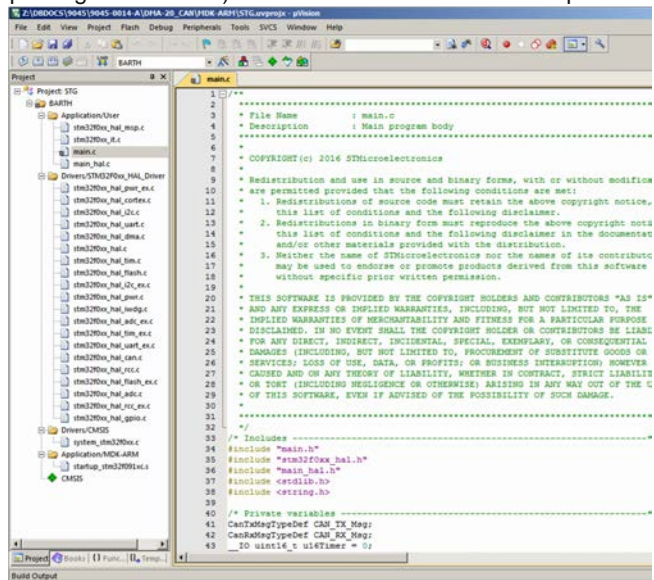 Z:\DBDOCS\9045\9045-0014-A\DMA-20_CAN\MDK-ARM\STG.uvprojx - µVision
File Edit View Project Flash Debug Peripherals Tools SVCS Window Help
BARTH
Project
main.c
Project: STG
BARTH
Application/User
stm32f0xx_hal_msp.c
stm32f0xx_it.c
main.c
main_hal.c
Drivers/STM32F0xx_HAL_Driver
stm32f0xx_hal_pwr_ex.c
stm32f0xx_hal_cortex.c
stm32f0xx_hal_i2c.c
stm32f0xx_hal_uart.c
stm32f0xx_hal_dma.c
stm32f0xx_hal.c
stm32f0xx_hal_tim.c
stm32f0xx_hal_flash.c
stm32f0xx_hal_i2c_ex.c
stm32f0xx_hal_pwr.c
stm32f0xx_hal_iwdg.c
stm32f0xx_hal_adc_ex.c
stm32f0xx_hal_tim_ex.c
stm32f0xx_hal_uart_ex.c
stm32f0xx_hal_can.c
stm32f0xx_hal_rcc.c
stm32f0xx_hal_flash_ex.c
stm32f0xx_hal_adc.c
stm32f0xx_hal_rcc_ex.c
stm32f0xx_hal_gpio.c
Drivers/CMSIS
system_stm32f0xx.c
Application/MDK-ARM
startup_stm32f091xc.s
CMSIS
1 /**
2 ******************************************************************************
3 * File Name : main.c
4 * Description : Main program body
5 ******************************************************************************
6 *
7 * COPYRIGHT(c) 2016 STMicroelectronics
8 *
9 * Redistribution and use in source and binary forms, with or without modifica
10 * are permitted provided that the following conditions are met:
11 * 1. Redistributions of source code must retain the above copyright notice,
12 * this list of conditions and the following disclaimer.
13 * 2. Redistributions in binary form must reproduce the above copyright noti
14 * this list of conditions and the following disclaimer in the documentat
15 * and/or other materials provided with the distribution.
16 * 3. Neither the name of STMicroelectronics nor the names of its contributo
17 * may be used to endorse or promote products derived from this software
18 * without specific prior written permission.
19 *
20 * THIS SOFTWARE IS PROVIDED BY THE COPYRIGHT HOLDERS AND CONTRIBUTORS "AS IS"
21 * AND ANY EXPRESS OR IMPLIED WARRANTIES, INCLUDING, BUT NOT LIMITED TO, THE
22 * IMPLIED WARRANTIES OF MERCHANTABILITY AND FITNESS FOR A PARTICULAR PURPOSE
23 * DISCLAIMED. IN NO EVENT SHALL THE COPYRIGHT HOLDER OR CONTRIBUTORS BE LIABL
24 * FOR ANY DIRECT, INDIRECT, INCIDENTAL, SPECIAL, EXEMPLARY, OR CONSEQUENTIAL
25 * DAMAGES (INCLUDING, BUT NOT LIMITED TO, PROCUREMENT OF SUBSTITUTE GOODS OR
26 * SERVICES; LOSS OF USE, DATA, OR PROFITS; OR BUSINESS INTERRUPTION) HOWEVER
27 * CAUSED AND ON ANY THEORY OF LIABILITY, WHETHER IN CONTRACT, STRICT LIABILIT
28 * OR TORT (INCLUDING NEGLIGENCE OR OTHERWISE) ARISING IN ANY WAY OUT OF THE U
29 * OF THIS SOFTWARE, EVEN IF ADVISED OF THE POSSIBILITY OF SUCH DAMAGE.
30 *
31 ******************************************************************************
32 */
33 /* Includes ------------------------------------------------------------------*
34 #include "main.h"
35 #include "stm32f0xx_hal.h"
36 #include "main_hal.h"
37 #include <stdlib.h>
38 #include <string.h>
39
40 /* Private variables ---------------------------------------------------------*
41 CanTxMsgTypeDef CAN_TX_Msg;
42 CanRxMsgTypeDef CAN_RX_Msg;
43 __IO uint16_t u16Timer = 0;
Project Books Func... Temp...
Build Output